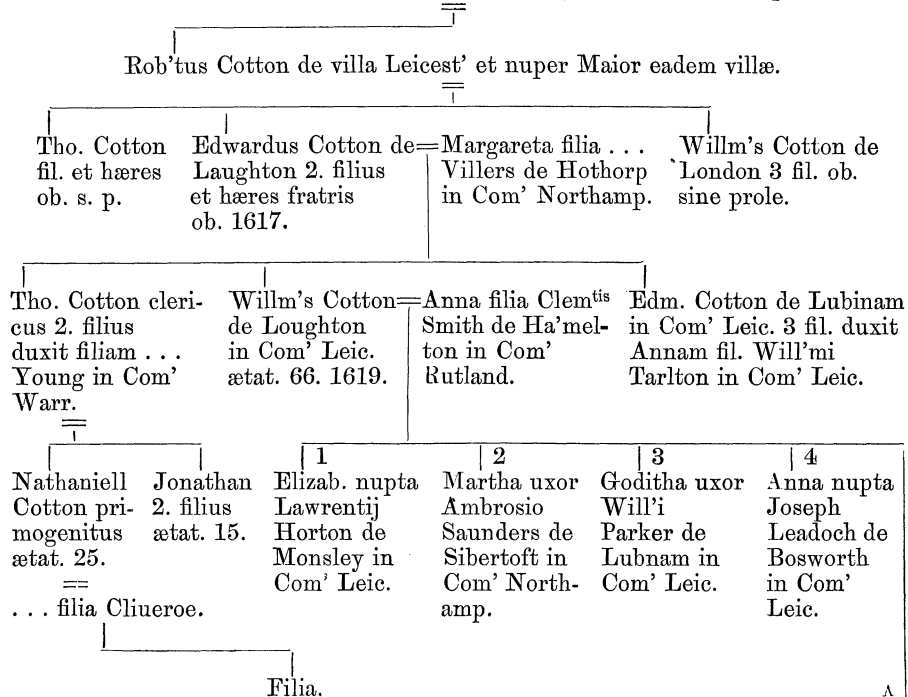 Rob'tus Cotton de villa Leicest' et nuper Maior eadem villæ.
Tho. Cotton
fil. et hæres
ob. s. p.
Edwardus Cotton de
Laughton 2. filius
et hæres fratris
ob. 1617.
Margareta filia . . .
Villers de Hothorp
in Com' Northamp.
Willm's Cotton de
London 3 fil. ob.
sine prole.
Tho. Cotton cleri-
cus 2. filius
duxit filiam . . .
Young in Com'
Warr.
Willm's Cotton
de Loughton
in Com' Leic.
ætat. 66. 1619.
Anna filia Clemtis
Smith de Ha'mel-
ton in Com'
Rutland.
Edm. Cotton de Lubinam
in Com' Leic. 3 fil. duxit
Annam fil. Will'mi
Tarlton in Com' Leic.
Nathaniell
Cotton pri-
mogenitus
ætat. 25.
. . . filia Cliueroe.
Jonathan
2. filius
ætat. 15.
1
Elizab. nupta
Lawrentij
Horton de
Monsley in
Com' Leic.
2
Martha uxor
Ambrosio
Saunders de
Sibertoft in
Com' North-
amp.
3
Goditha uxor
Will'i
Parker de
Lubnam in
Com' Leic.
4
Anna nupta
Joseph
Leadoch de
Bosworth
in Com'
Leic.
Filia.